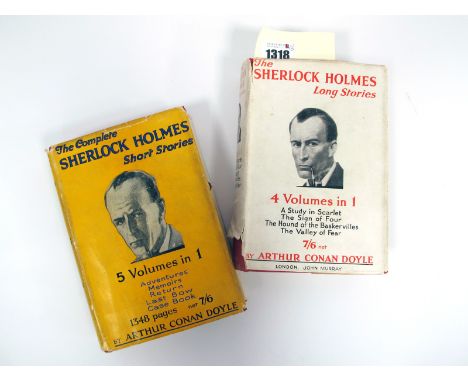 1318
The Complete
SHERLOCK HOLMES
Short Stories
5 Volumes in 1
Adventures
Memoirs
Return
Last Bow
Case Book
1348 pages net 7/6
BY ARTHUR CONAN DOYLE
The
SHERLOCK HOLMES
Long Stories
4 Volumes in 1
A Study in Scarlet
The Sign of Four
The Hound of the Baskervilles
The Valley of Fear
7/6 net
BY ARTHUR CONAN DOYLE
LONDON, JOHN MURRAY